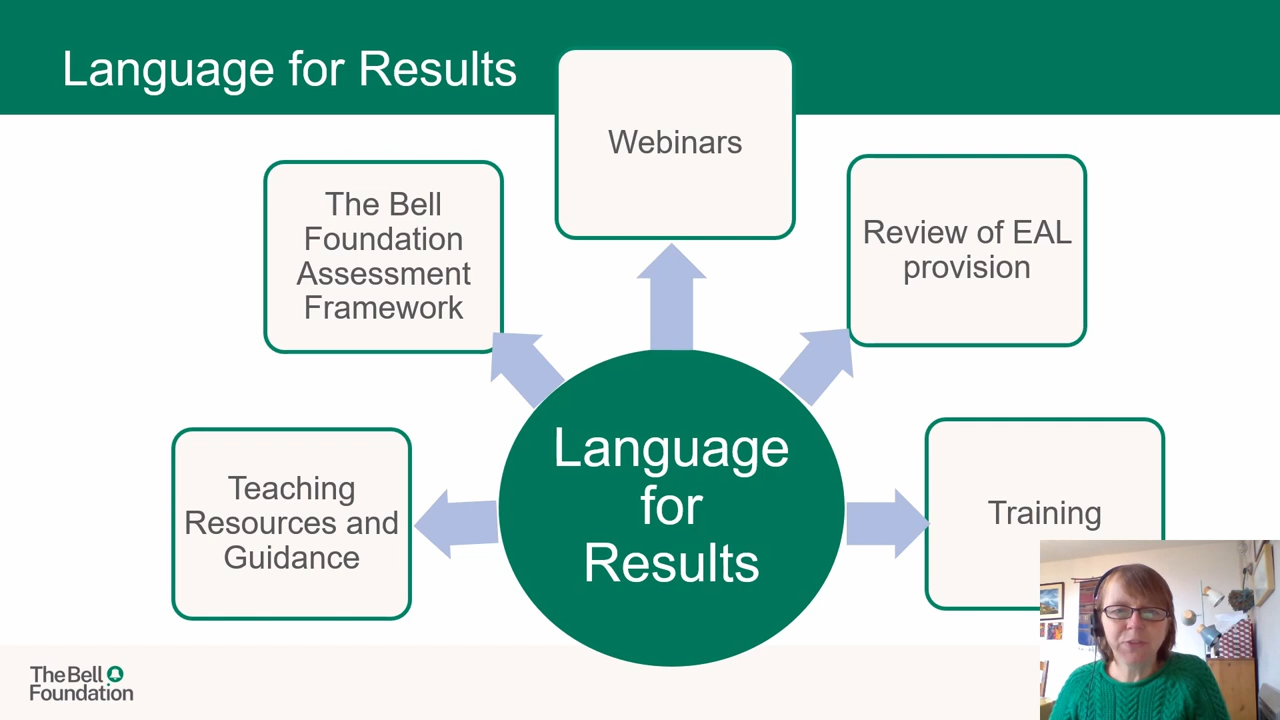 Language for Results
Webinars
The Bell
Foundation
Assessment
Framework
Review of EAL
provision
Teaching
Resources and
Guidance
Language
for
Results
Training
The Bell
Foundation